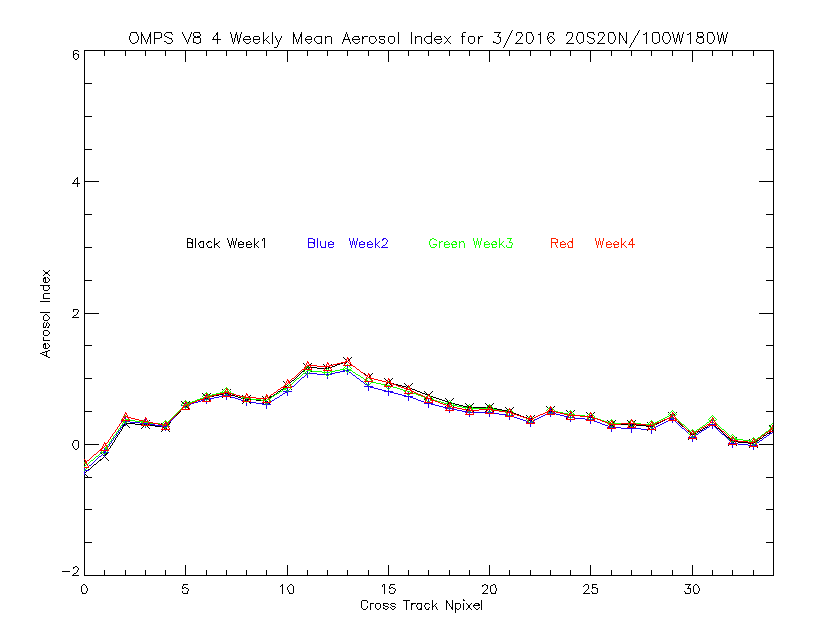 OMPS V8 4 Weekly Mean Aerosol Index for 3/2016 20S20N/100W180W
6
4
Black Week1 Blue Week2 Green Week3 Red Week4
2
Aerosol Index
0
-2
0 5 10 15 20 25 30
Cross Track Npixel